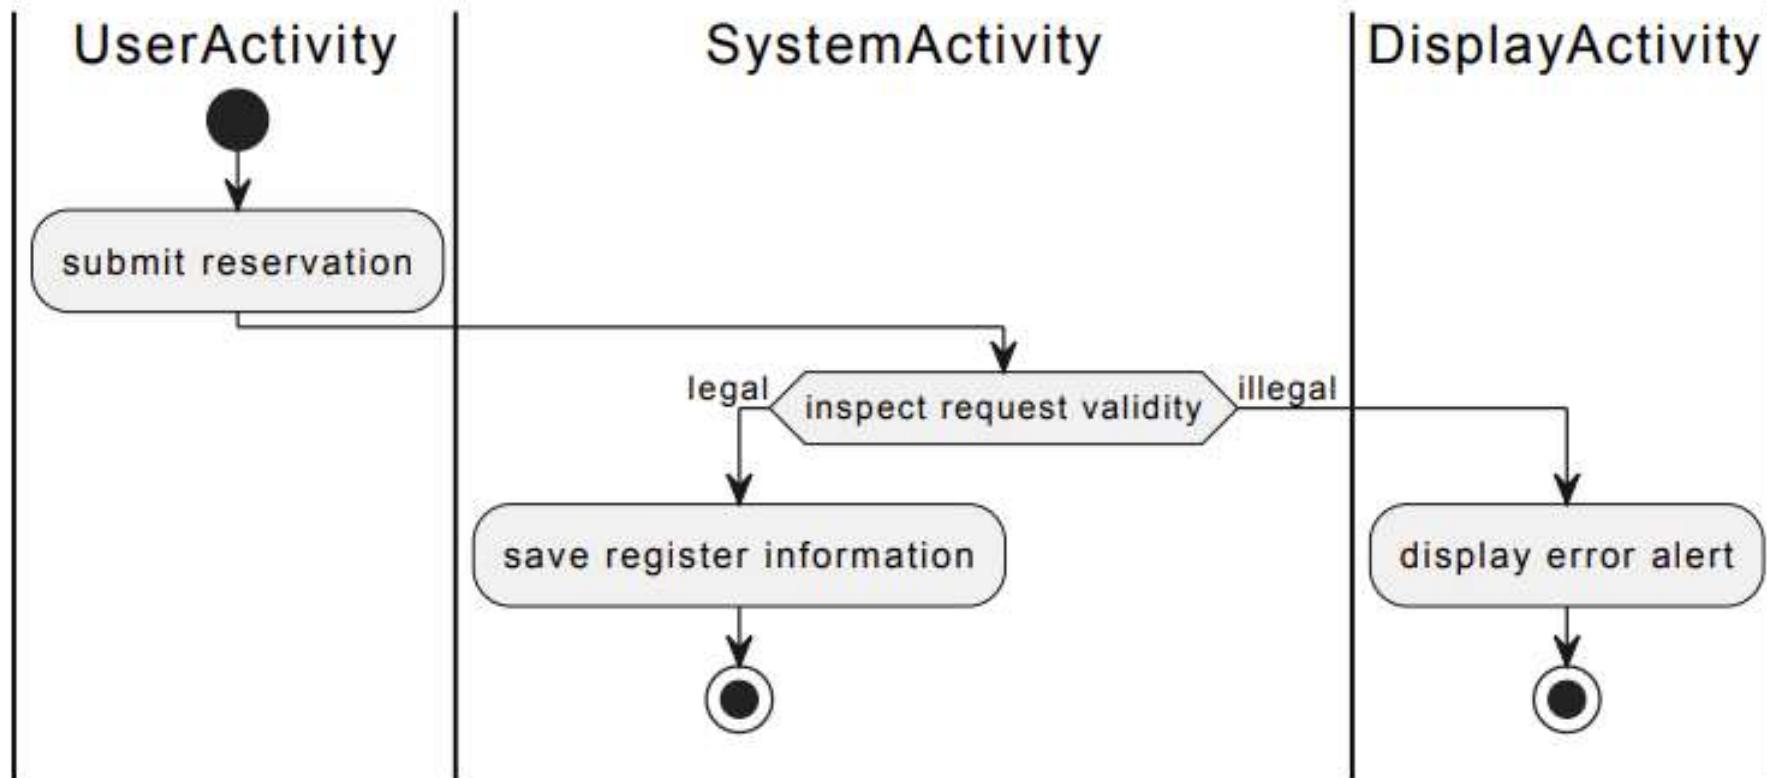 UserActivity
SystemActivity
DisplayActivity
submit reservation
legal
inspect request validity
illegal
save register information
display error alert